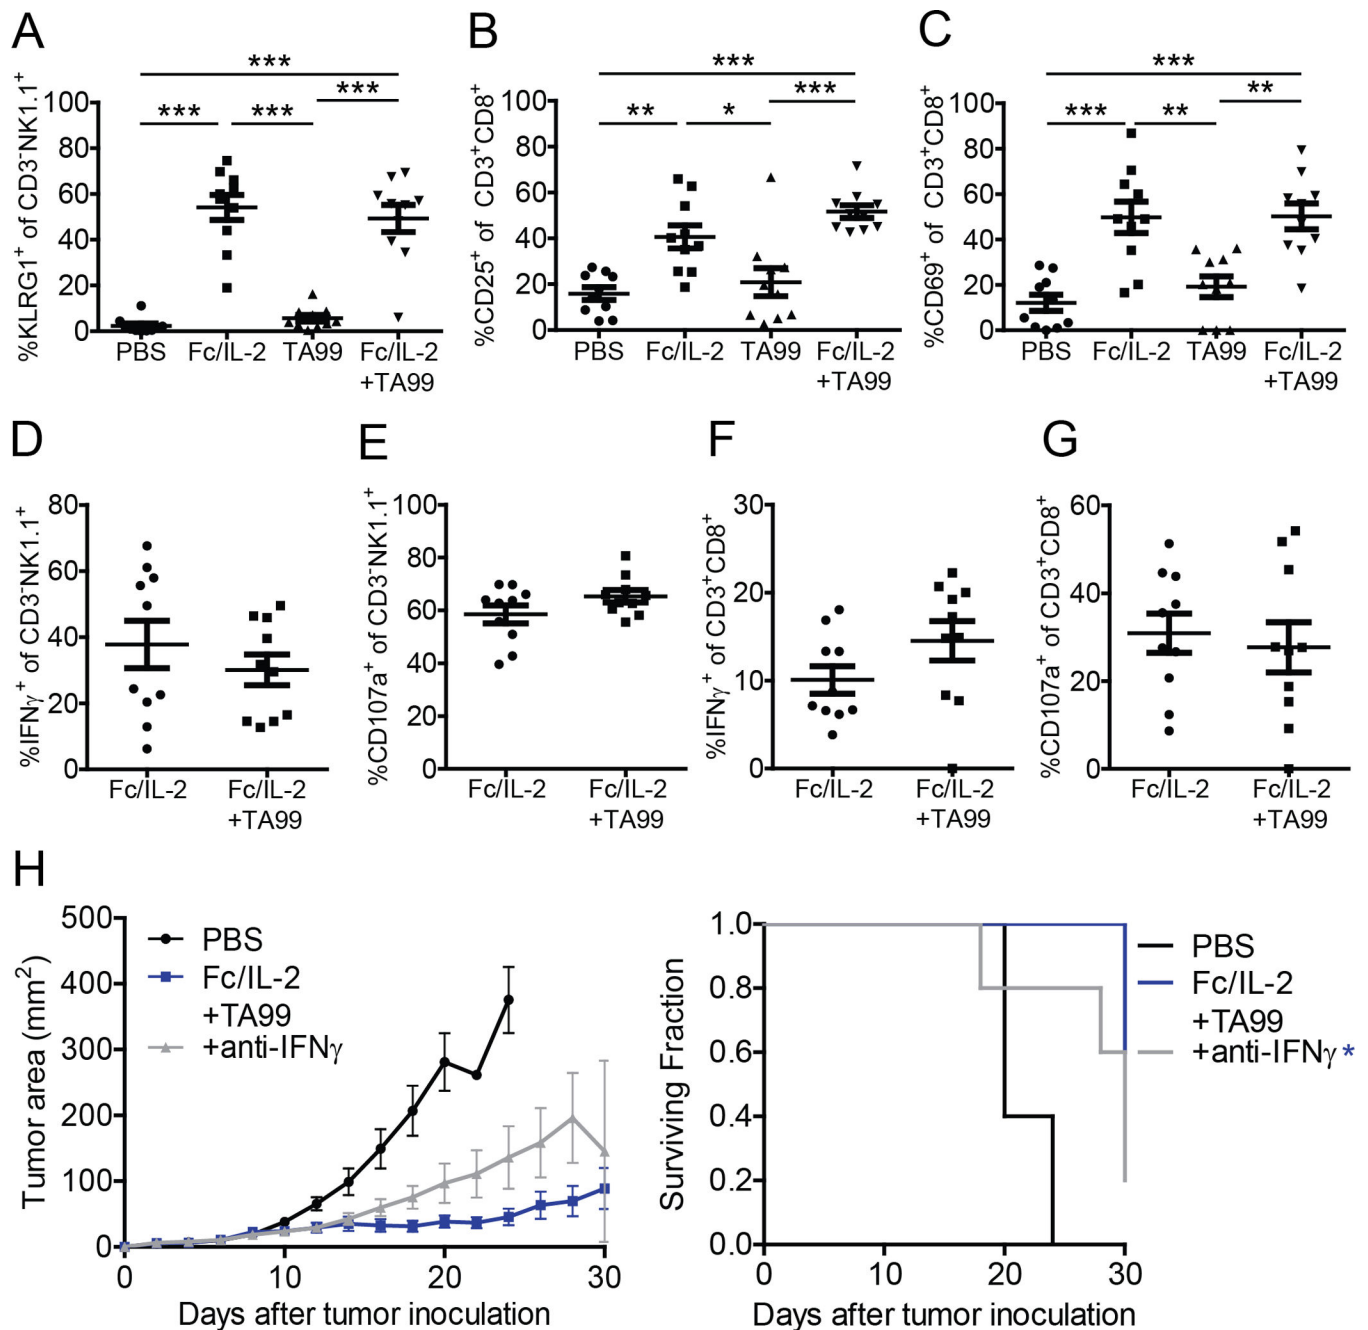 A
B
C
***
***
***
***
***
***
**
*
***
***
**
**
%KLRG1⁺ of CD3⁻NK1.1⁺
100
80
60
40
20
0
PBS
Fc/IL-2
TA99
Fc/IL-2
+TA99
%CD25⁺ of CD3⁺CD8⁺
100
80
60
40
20
0
PBS
Fc/IL-2
TA99
Fc/IL-2
+TA99
%CD69⁺ of CD3⁺CD8⁺
100
80
60
40
20
0
PBS
Fc/IL-2
TA99
Fc/IL-2
+TA99
D
E
F
G
%IFNγ⁺ of CD3⁻NK1.1⁺
80
60
40
20
0
Fc/IL-2
Fc/IL-2
+TA99
%CD107a⁺ of CD3⁻NK1.1⁺
100
80
60
40
20
0
Fc/IL-2
Fc/IL-2
+TA99
%IFNγ⁺ of CD3⁺CD8⁺
30
20
10
0
Fc/IL-2
Fc/IL-2
+TA99
%CD107a⁺ of CD3⁺CD8⁺
60
40
20
0
Fc/IL-2
Fc/IL-2
+TA99
H
Tumor area (mm²)
500
400
300
200
100
0
0
10
20
30
Days after tumor inoculation
PBS
Fc/IL-2
+TA99
+anti-IFNγ
Surviving Fraction
1.0
0.8
0.6
0.4
0.2
0.0
0
10
20
30
Days after tumor inoculation
PBS
Fc/IL-2
+TA99
+anti-IFNγ*